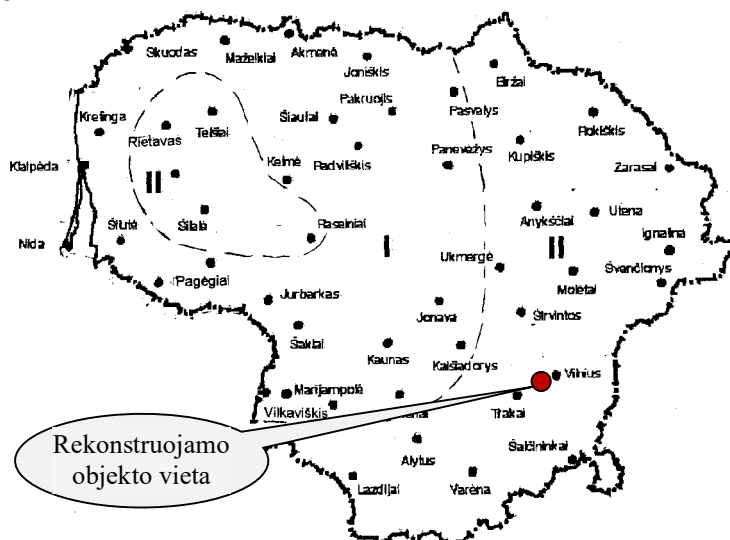 Skuodas
Mažeikiai
Akmenė
Joniškis
Biržai
Kretinga
Rietavas
Telšiai
Šiauliai
Pakruojis
Pasvalys
Rokiškis
Klaipėda
II
Kelmė
Radviliškis
Panevėžys
Kupiškis
Zarasai
Nida
Šilutė
Šilalė
Raseiniai
I
Anykščiai
Utena
II
Ignalina
Ukmergė
Molėtai
Švenčionys
Pagėgiai
Jurbarkas
Jonava
Širvintos
Šakiai
Kaunas
Kaišiadorys
Vilnius
Marijampolė
Vilkaviškis
Trakai
Alytus
Šalčininkai
Lazdijai
Varėna
Rekonstruojamo
objekto vieta